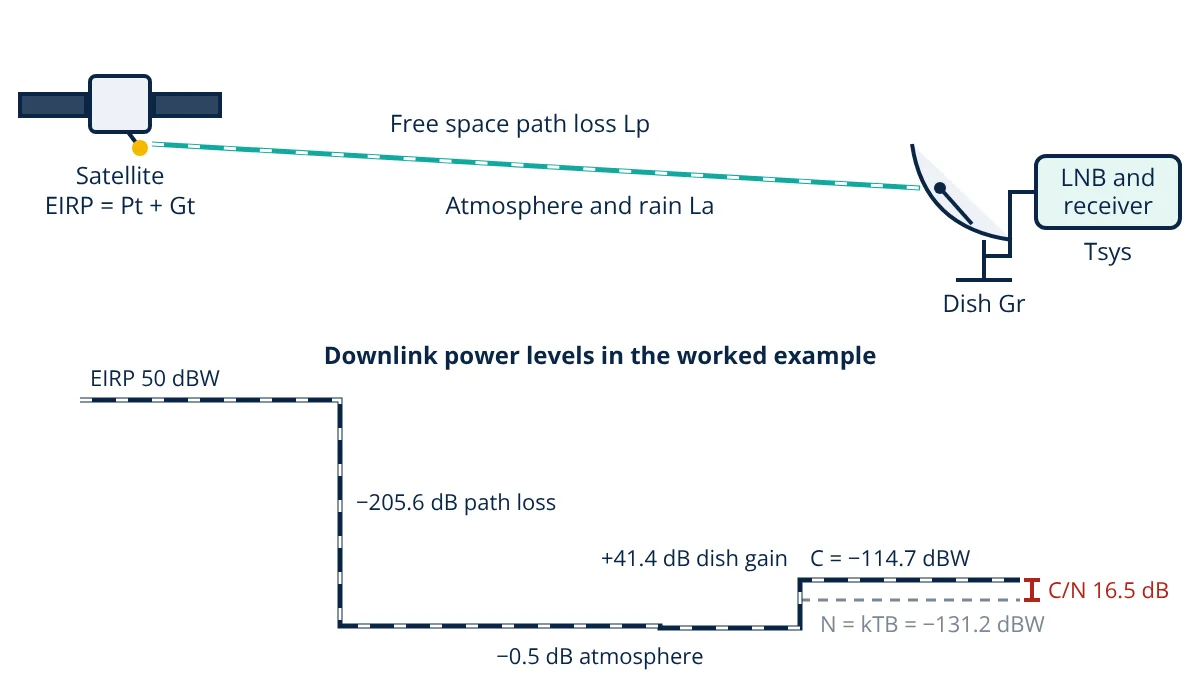 Free space path loss Lp
Satellite
EIRP = Pt + Gt
Atmosphere and rain La
LNB and
receiver
Tsys
Dish Gr
Downlink power levels in the worked example
EIRP 50 dBW
−205.6 dB path loss
+41.4 dB dish gain
C = −114.7 dBW
C/N 16.5 dB
N = kTB = −131.2 dBW
−0.5 dB atmosphere